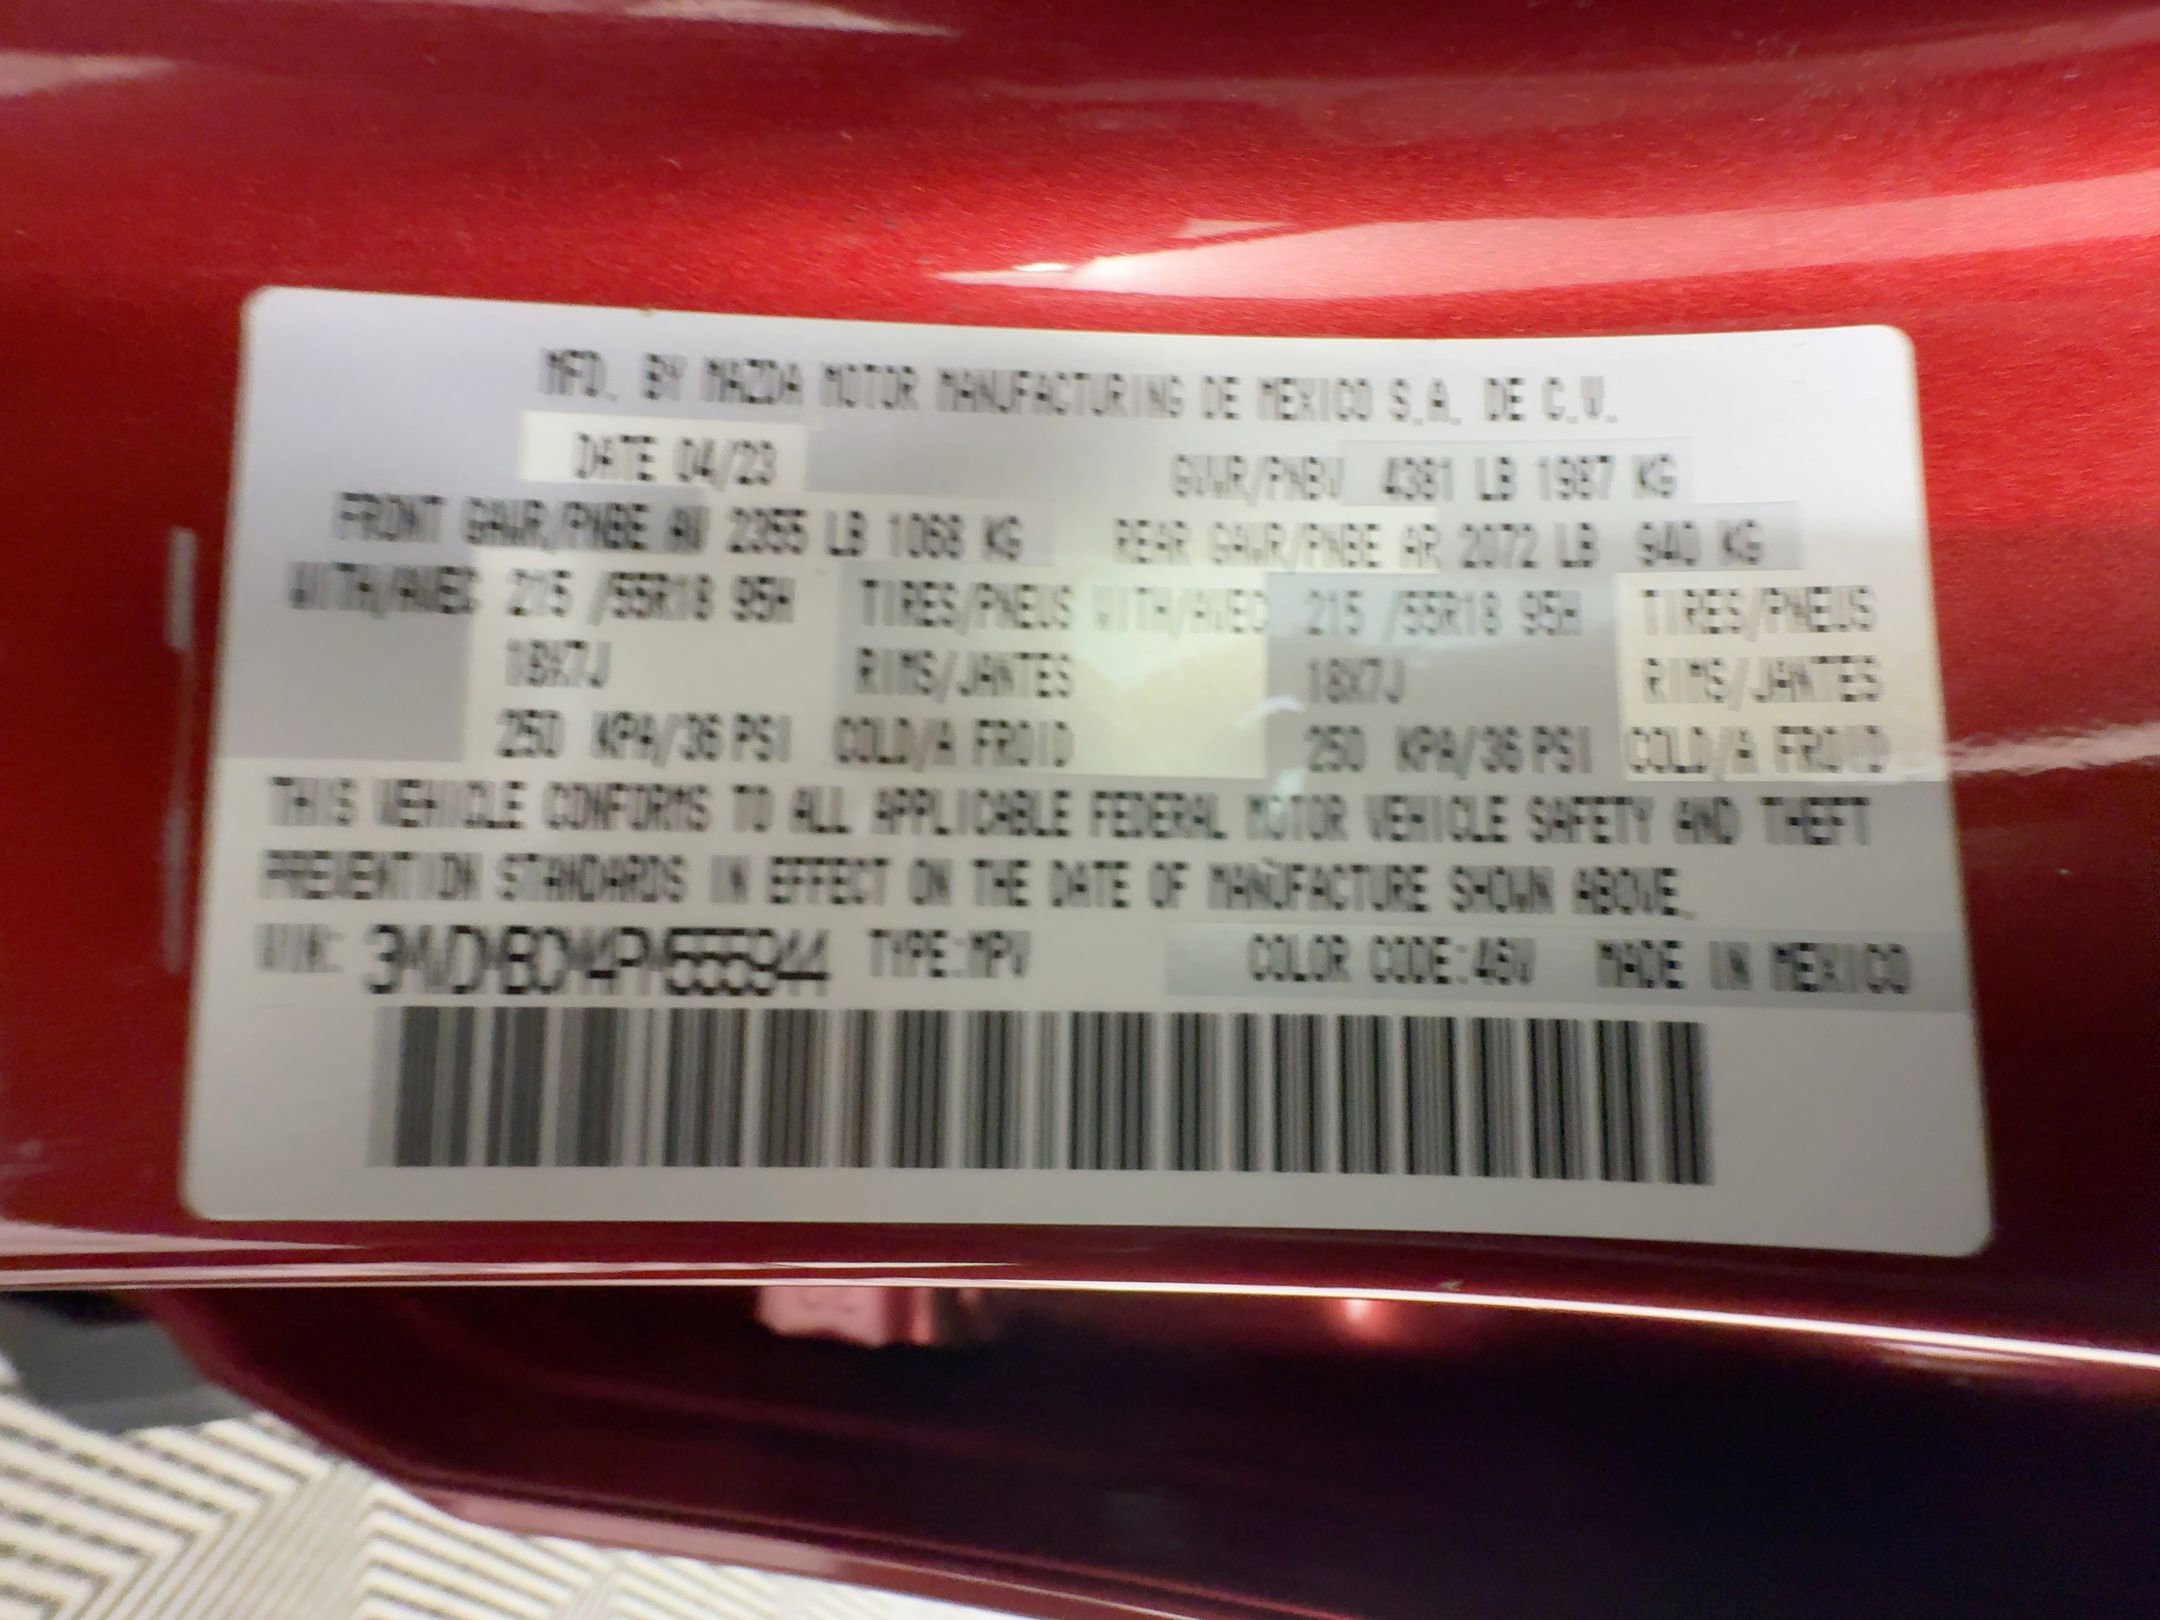 MFD. BY MAZDA MOTOR MANUFACTURING DE MEXICO S.A. DE C.V.
DATE 04/23 GVWR/PNBV 4381 LB 1987 KG
FRONT GAWR/PNBE AV 2355 LB 1068 KG REAR GAWR/PNBE AR 2072 LB 940 KG
WITH/AVEC 215 /55R18 95H TIRES/PNEUS WITH/AVEC 215 /55R18 95H TIRES/PNEUS
18X7J RIMS/JANTES 18X7J RIMS/JANTES
250 KPA/36 PSI COLD/A FROID 250 KPA/36 PSI COLD/A FROID
THIS VEHICLE CONFORMS TO ALL APPLICABLE FEDERAL MOTOR VEHICLE SAFETY AND THEFT
PREVENTION STANDARDS IN EFFECT ON THE DATE OF MANUFACTURE SHOWN ABOVE.
VIN: 3MVDMBCM4PM555944 TYPE:MPV COLOR CODE:46V MADE IN MEXICO